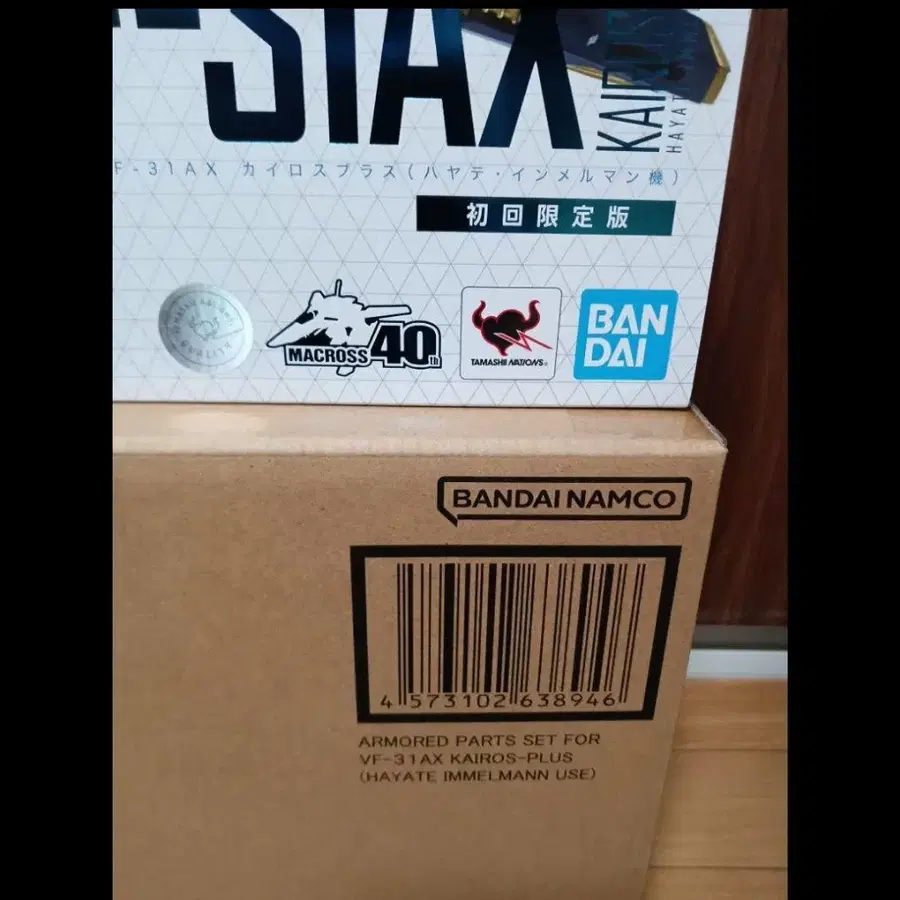 -31AX
KAIR
HAYAT
F-31AX カイロスプラス(ハヤテ・インメルマン機)
初回限定版
MACROSS 40th
TAMASHII NATIONS
BAN
DAI
BANDAI NAMCO
4 573102 638946
ARMORED PARTS SET FOR
VF-31AX KAIROS-PLUS
(HAYATE IMMELMANN USE)